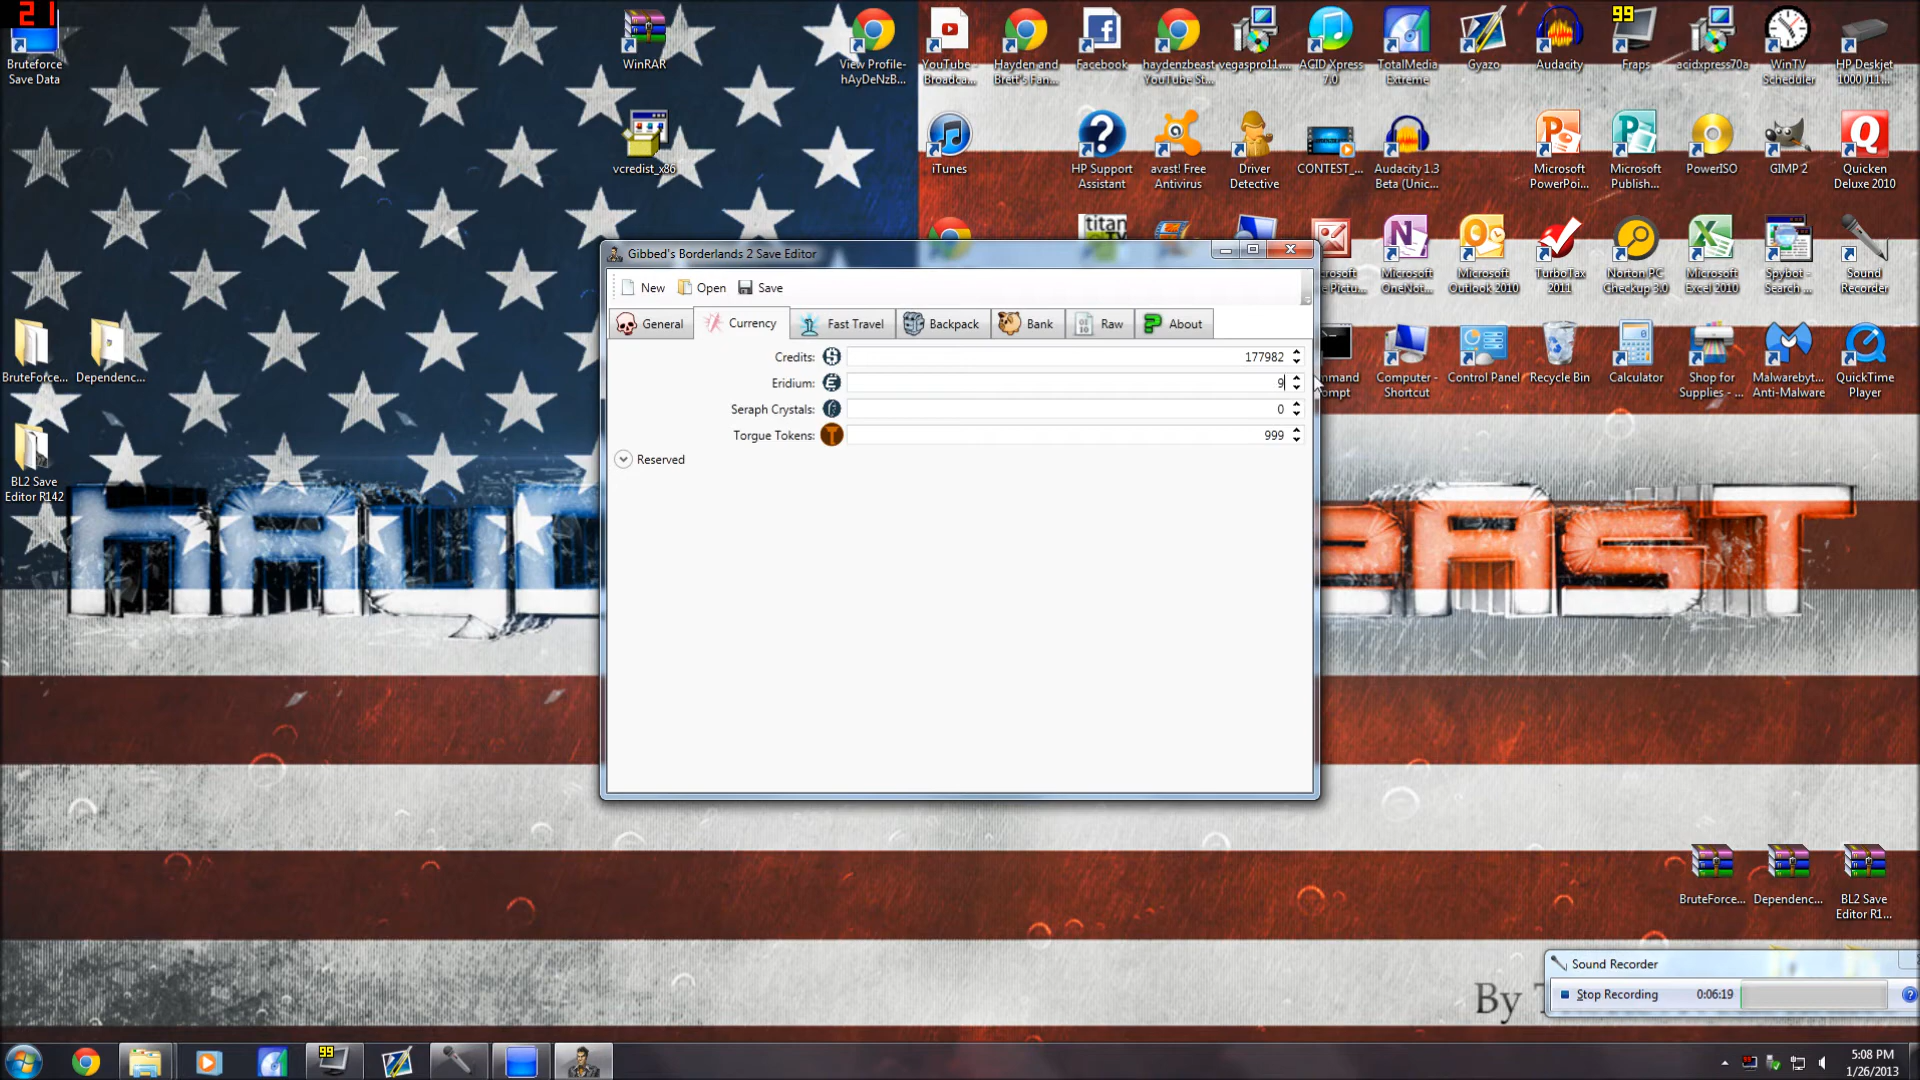 21
Bruteforce
Save Data
WinRAR
View Profile-
hAyDeNzB...
YouTube -
Broadca...
Hayden and
Brett's Fan...
Facebook
haydenzbeast
YouTube St...
vegaspro11....
ACID Xpress
7.0
TotalMedia
Extreme
Gyazo
Audacity
99
Fraps
acidxpress70a
WinTV
Scheduler
HP Deskjet
1000 J11...
vcredist_x86
iTunes
HP Support
Assistant
avast! Free
Antivirus
Driver
Detective
CONTEST_...
Audacity 1.3
Beta (Unic...
Microsoft
PowerPoi...
Microsoft
Publish...
PowerISO
GIMP 2
Quicken
Deluxe 2010
titan
Microsoft
OneNot...
Microsoft
Outlook 2010
TurboTax
2011
Norton PC
Checkup 3.0
Microsoft
Excel 2010
Spybot -
Search ...
Sound
Recorder
BruteForce...
Dependenc...
Computer -
Shortcut
Control Panel
Recycle Bin
Calculator
Shop for
Supplies - ...
Malwarebyt...
Anti-Malware
QuickTime
Player
BL2 Save
Editor R142
Gibbed's Borderlands 2 Save Editor
New
Open
Save
General
Currency
Fast Travel
Backpack
Bank
Raw
About
Credits:
177982
Eridium:
9
Seraph Crystals:
0
Torgue Tokens:
999
Reserved
BruteForce...
Dependenc...
BL2 Save
Editor R1...
By
Sound Recorder
Stop Recording
0:06:19
99
5:08 PM
1/26/2013